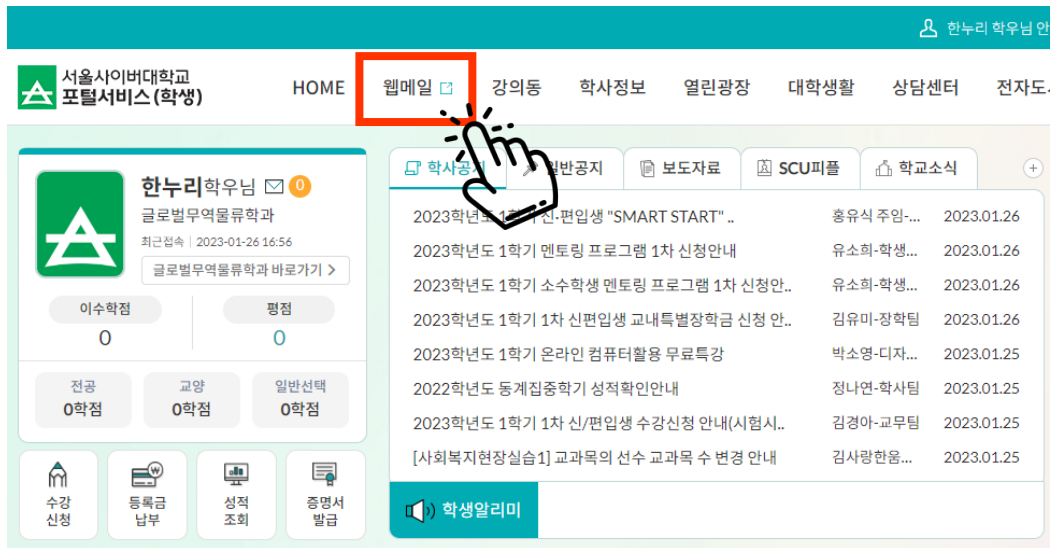 한누리 학우님 안
서울사이버대학교
포털서비스 (학생)
HOME 웹메일 강의동 학사정보 열린광장 대학생활 상담센터 전자도
한누리학우님 0
글로벌무역물류학과
최근접속 | 2023-01-26 16:56
글로벌무역물류학과 바로가기 >
이수학점 평점
0 0
전공 교양 일반선택
0학점 0학점 0학점
수강 신청
등록금 납부
성적 조회
증명서 발급
학사공지 일반공지 보도자료 SCU피플 학교소식 +
2023학년도 1학기 신·편입생 "SMART START" .. 홍유식 주임-... 2023.01.26
2023학년도 1학기 멘토링 프로그램 1차 신청안내 유소희-학생... 2023.01.26
2023학년도 1학기 소수학생 멘토링 프로그램 1차 신청안.. 유소희-학생... 2023.01.26
2023학년도 1학기 1차 신편입생 교내특별장학금 신청 안.. 김유미-장학팀 2023.01.26
2023학년도 1학기 온라인 컴퓨터활용 무료특강 박소영-디자... 2023.01.25
2022학년도 동계집중학기 성적확인안내 정나연-학사팀 2023.01.25
2023학년도 1학기 1차 신/편입생 수강신청 안내(시험시.. 김경아-교무팀 2023.01.25
[사회복지현장실습1] 교과목의 선수 교과목 수 변경 안내 김사랑한움... 2023.01.25
학생알리미